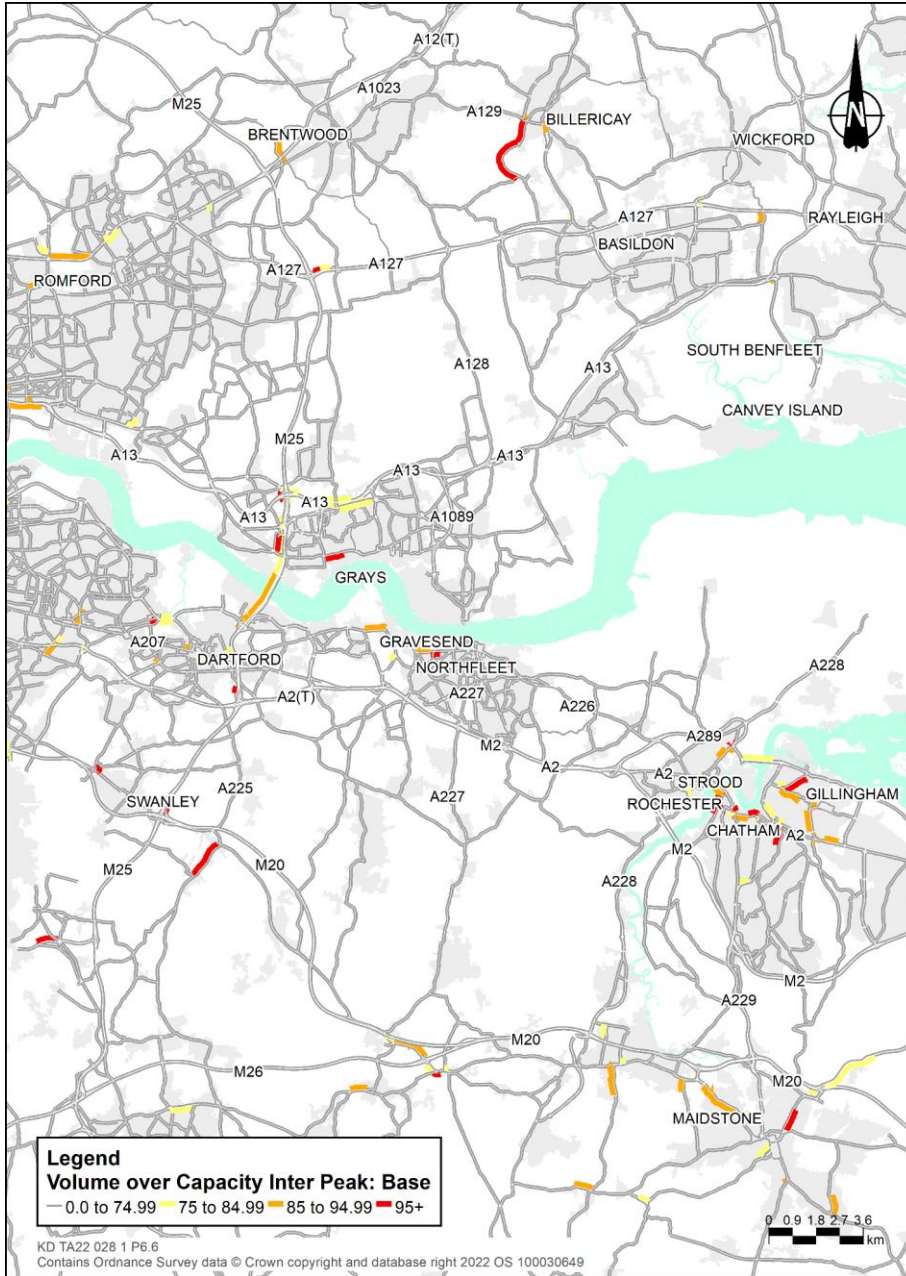 A12(T)
M25
A1023
A129
BILLERICAY
N
BRENTWOOD
WICKFORD
A127
RAYLEIGH
BASILDON
A127
A127
ROMFORD
SOUTH BENFLEET
A128
A13
CANVEY ISLAND
M25
A13
A13
A13
A13
A13
A1089
GRAYS
A207
GRAVESEND
DARTFORD
NORTHFLEET
A228
A227
A2(T)
A226
A289
M2
A2
A2
STROOD
A225
GILLINGHAM
SWANLEY
A227
ROCHESTER
CHATHAM
A2
M2
M25
M20
A228
M2
A229
M20
M26
M20
MAIDSTONE
Legend
Volume over Capacity Inter Peak: Base
0.0 to 74.99 75 to 84.99 85 to 94.99 95+
0 0.9 1.8 2.7 3.6
km
KD TA22 028 1 P6.6
Contains Ordnance Survey data © Crown copyright and database right 2022 OS 100030649